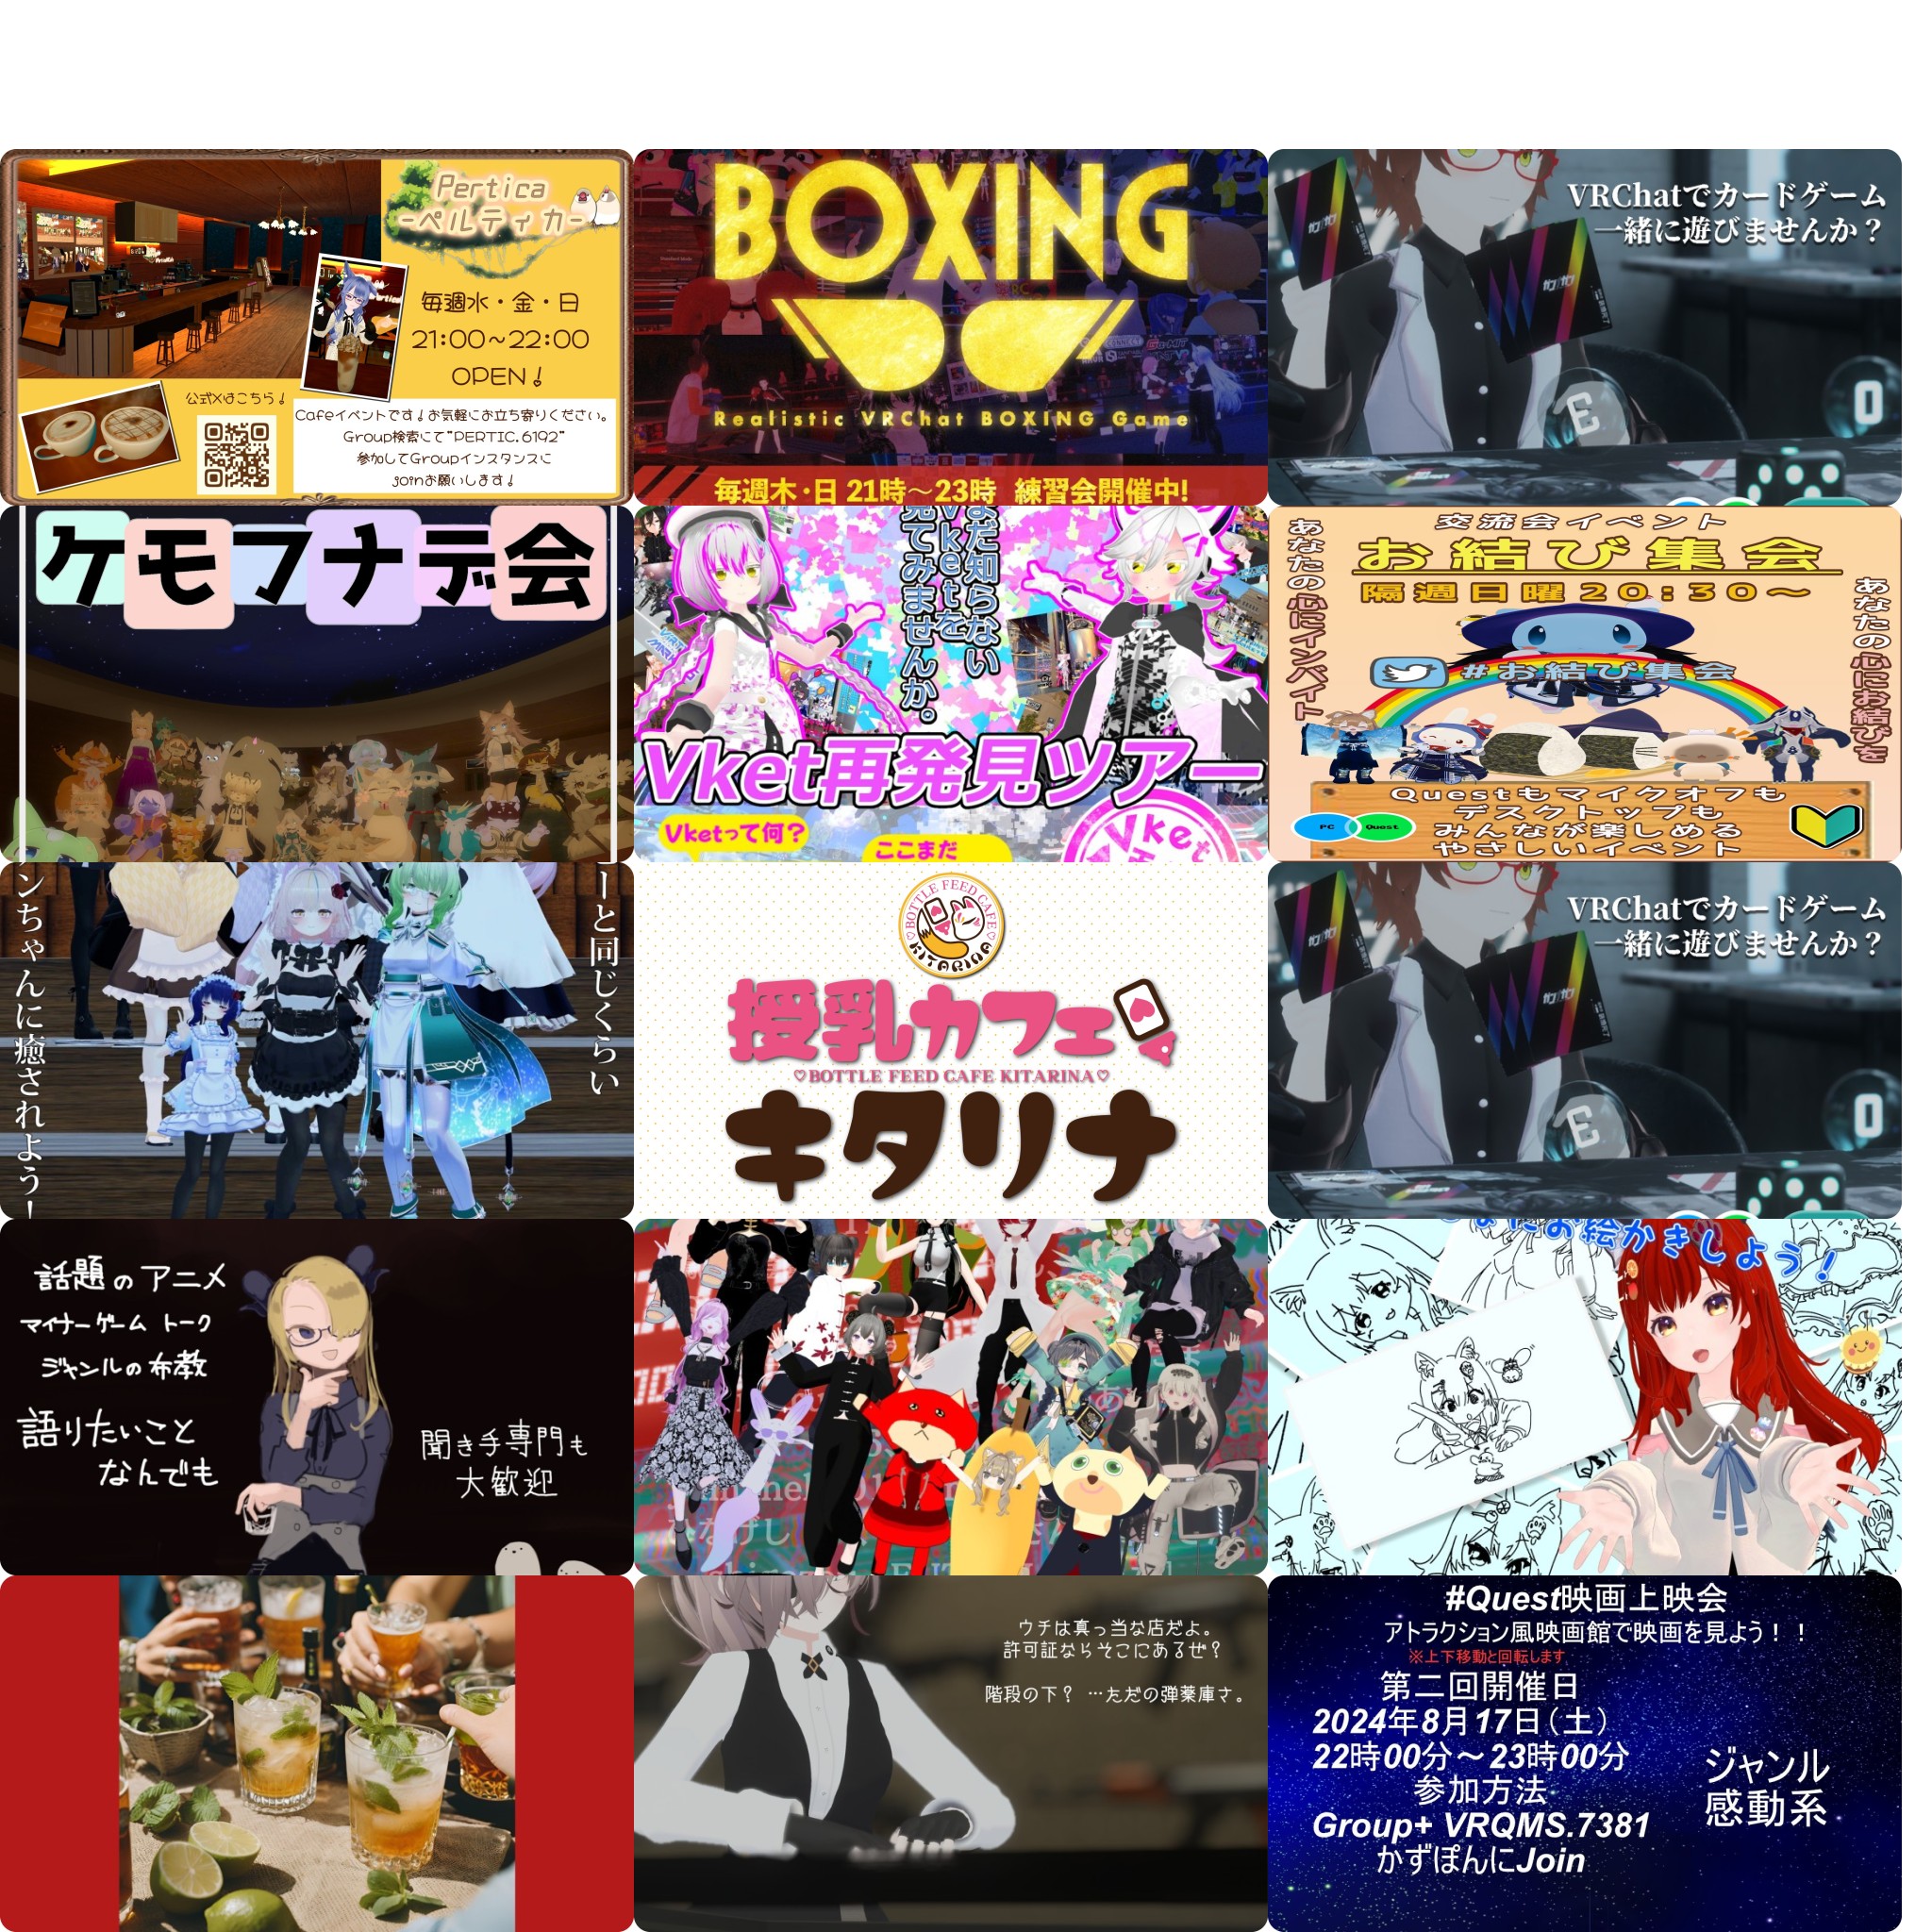 Pertica
-ペルティカ-
毎週水・金・日
21:00~22:00
OPEN!
公式Xはこちら!
Cafeイベントです!お気軽にお立ち寄りください。
Group検索にて"PERTIC.6192"
参加してGroupインスタンスに
joinお願いします!
BOXING
Realistic VRChat BOXING Game
毎週木・日 21時～23時 練習会開催中!
VRChatでカードゲーム
一緒に遊びませんか?
ケモフナデ会
まだ知らない
Vketを
見てみませんか。
Vket再発見ツアー
Vketって何?
ここまだ
Vket
交流会イベント
お結び集会
隔週日曜20:30～
#お結び集会
あなたの心にインバイト
あなたの心にお結びを
PC
Quest
Questもマイクオフも
デスクトップも
みんなが楽しめる
やさしいイベント
ーと同じくらい
ンちゃんに癒されよう!
BOTTLE FEED CAFE
KITARINA
授乳カフェ
♡BOTTLE FEED CAFE KITARINA♡
キタリナ
VRChatでカードゲーム
一緒に遊びませんか?
話題のアニメ
マイナーゲーム トーク
ジャンルの布教
語りたいこと
なんでも
聞き手専門も
大歓迎
お絵かきしよう!
ウチは真っ当な店だよ。
許可証ならそこにあるぜ?
階段の下? …ただの弾薬庫さ。
#Quest映画上映会
アトラクション風映画館で映画を見よう!!
※上下移動と回転します
第二回開催日
2024年8月17日(土)
22時00分～23時00分
参加方法
Group+ VRQMS.7381
かずぽんにJoin
ジャンル
感動系